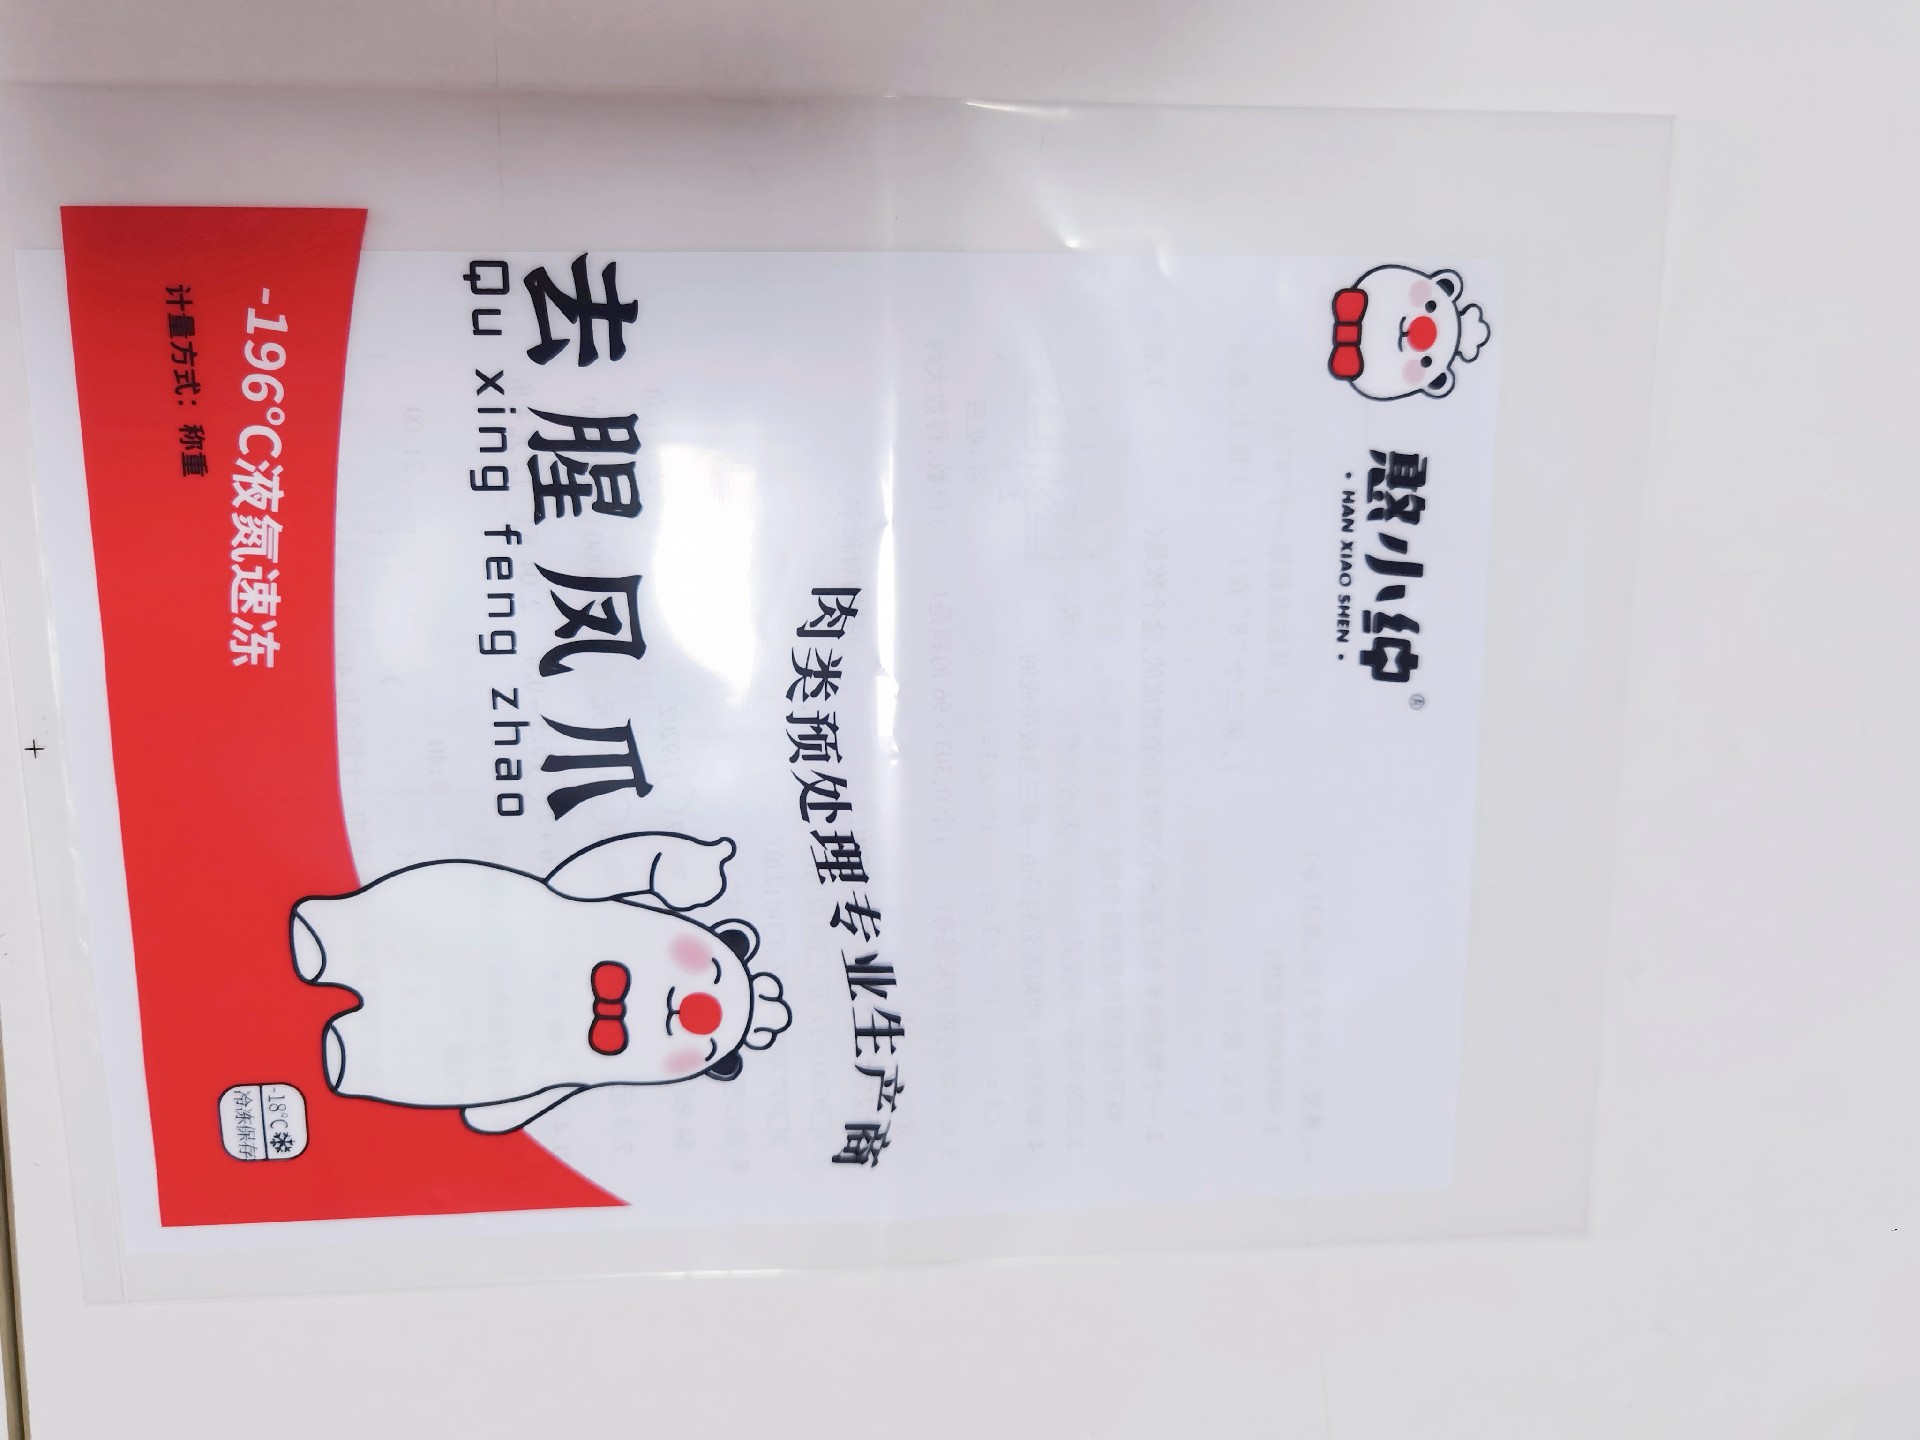 憨小绅®
·HAN XIAO SHEN·
肉类预处理专业生产商
去腥凤爪
Qu xing feng zhao
-196°C液氮速冻
计量方式：称重
-18°C
冷冻保存